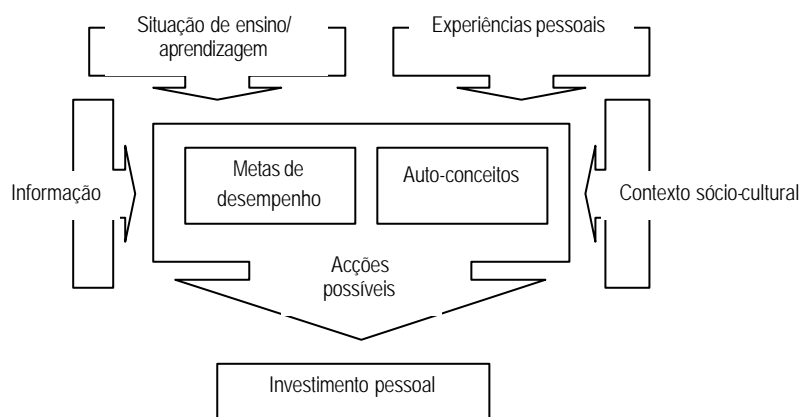 Situação de ensino/
aprendizagem
Experiências pessoais
Informação
Metas de
desempenho
Auto-conceitos
Contexto sócio-cultural
Acções
possíveis
Investimento pessoal